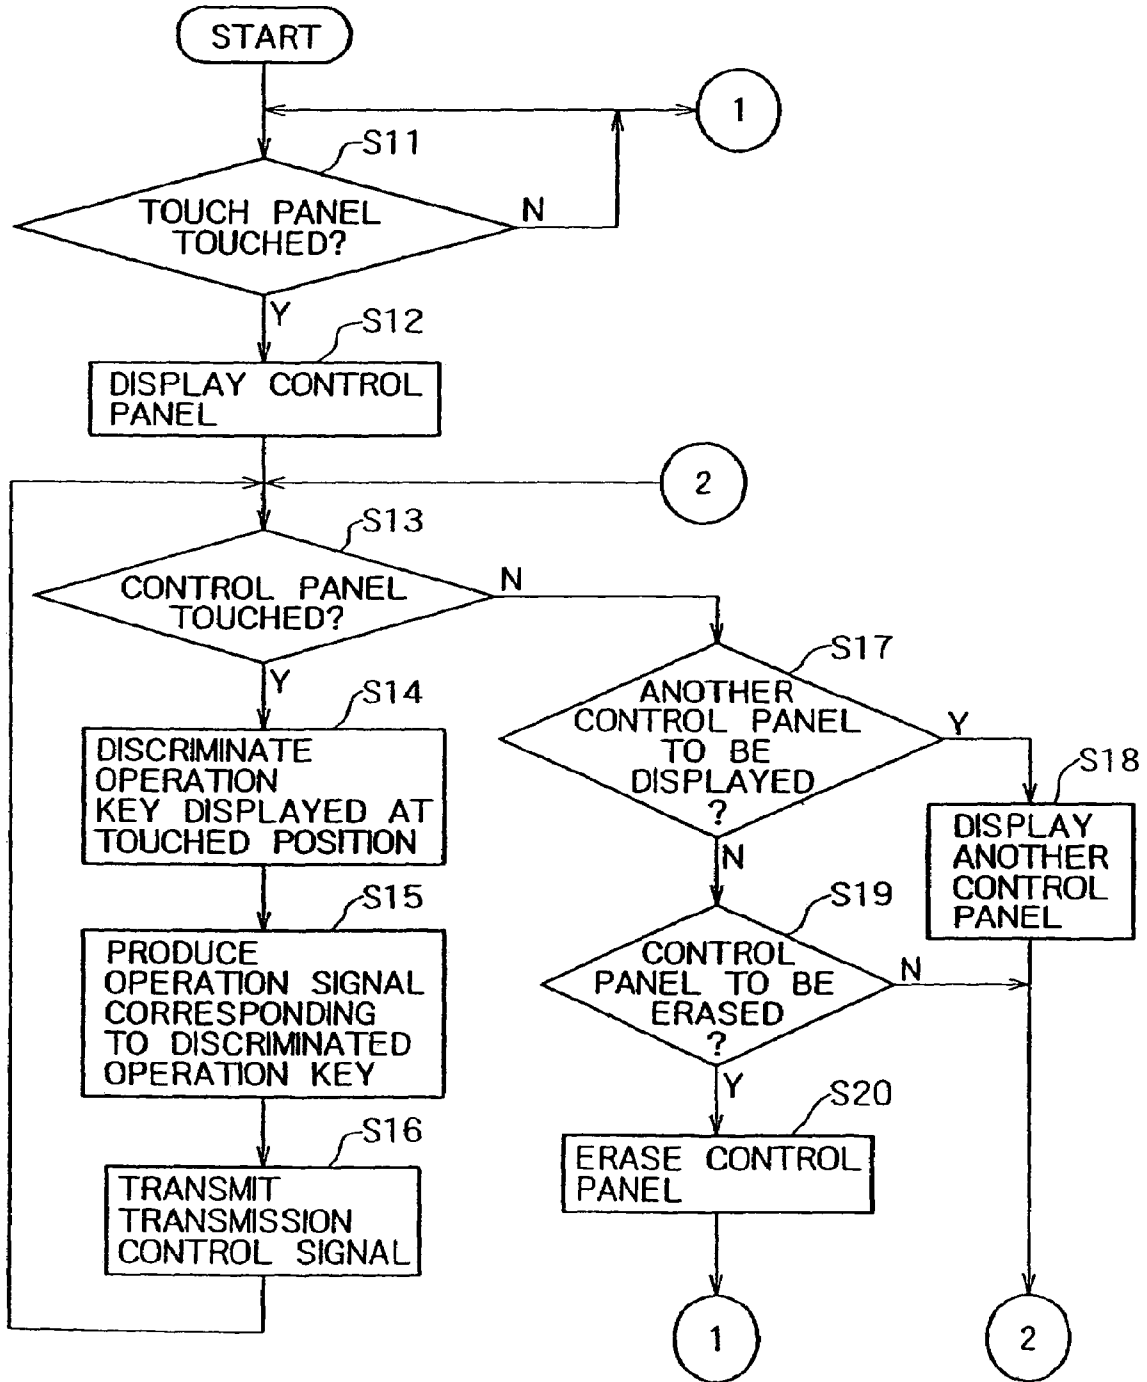 START
1
S11
TOUCH PANEL
TOUCHED?
N
Y
S12
DISPLAY CONTROL
PANEL
2
S13
CONTROL PANEL
TOUCHED?
N
Y
S14
DISCRIMINATE
OPERATION
KEY DISPLAYED AT
TOUCHED POSITION
S15
PRODUCE
OPERATION SIGNAL
CORRESPONDING
TO DISCRIMINATED
OPERATION KEY
S16
TRANSMIT
TRANSMISSION
CONTROL SIGNAL
S17
ANOTHER
CONTROL PANEL
TO BE
DISPLAYED
?
Y
N
S18
DISPLAY
ANOTHER
CONTROL
PANEL
S19
CONTROL
PANEL TO BE
ERASED
?
N
Y
S20
ERASE CONTROL
PANEL
1
2